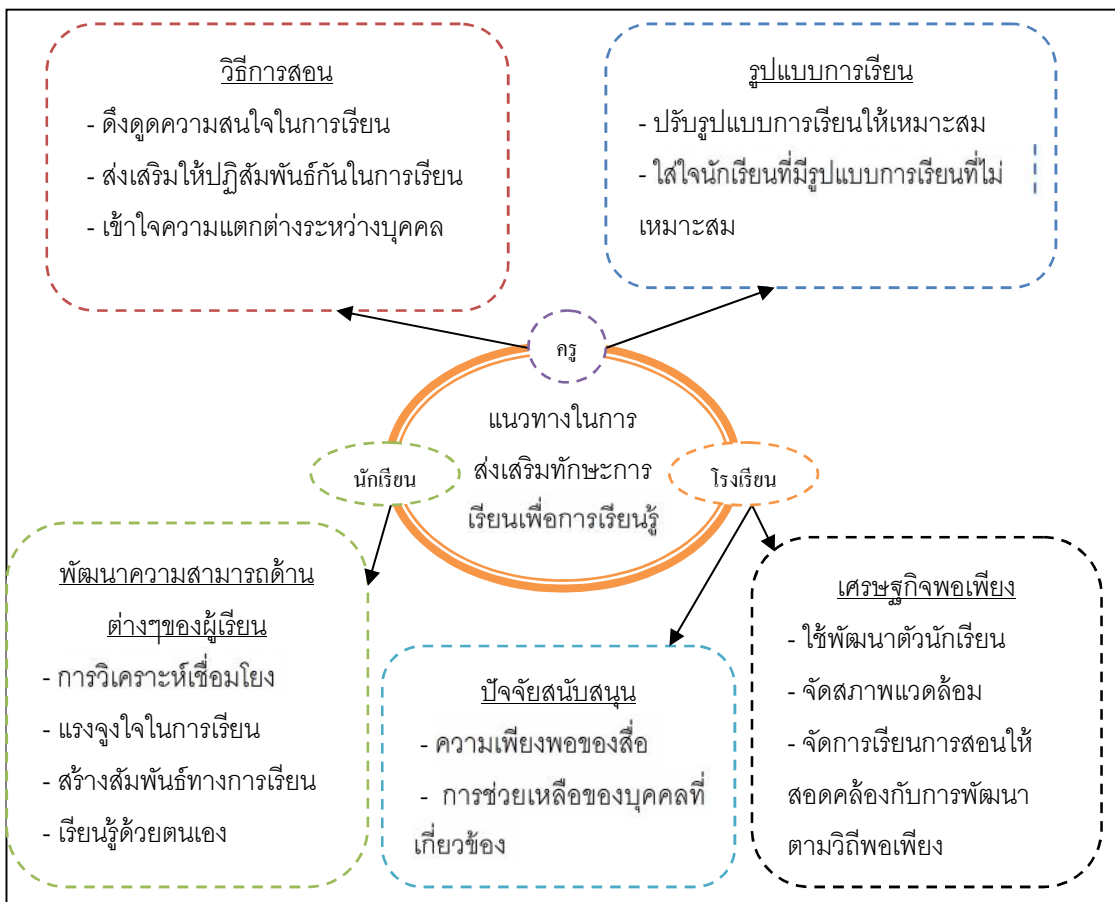 วิธีการสอน
- ดึงดูดความสนใจในการเรียน
- ส่งเสริมให้ปฏิสัมพันธ์กันในการเรียน
- เข้าใจความแตกต่างระหว่างบุคคล
รูปแบบการเรียน
- ปรับรูปแบบการเรียนให้เหมาะสม
- ใส่ใจนักเรียนที่มีรูปแบบการเรียนที่ไม่
เหมาะสม
ครู
แนวทางในการ
ส่งเสริมทักษะการ
เรียนเพื่อการเรียนรู้
นักเรียน
โรงเรียน
พัฒนาความสามารถด้าน
ต่างๆของผู้เรียน
- การวิเคราะห์เชื่อมโยง
- แรงจูงใจในการเรียน
- สร้างสัมพันธ์ทางการเรียน
- เรียนรู้ด้วยตนเอง
ปัจจัยสนับสนุน
- ความเพียงพอของสื่อ
- การช่วยเหลือของบุคคลที่
เกี่ยวข้อง
เศรษฐกิจพอเพียง
- ใช้พัฒนาตัวนักเรียน
- จัดสภาพแวดล้อม
- จัดการเรียนการสอนให้
สอดคล้องกับการพัฒนา
ตามวิถีพอเพียง